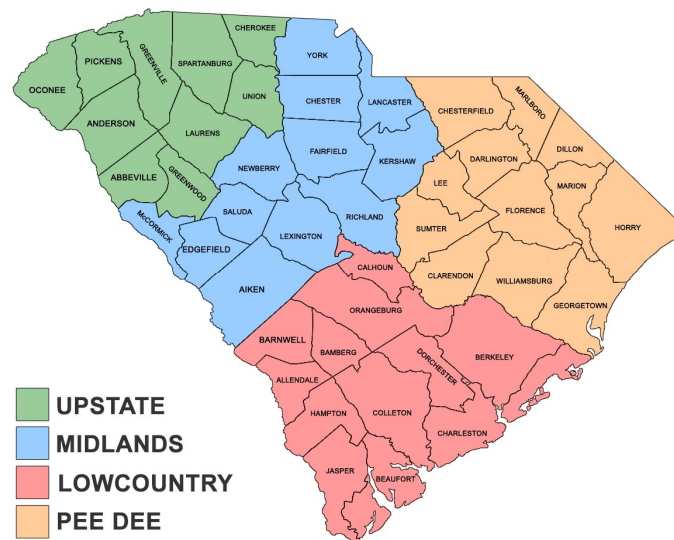 CHEROKEE
YORK
PICKENS
GREENVILLE
SPARTANBURG
OCONEE
UNION
CHESTER
LANCASTER
CHESTERFIELD
MARLBORO
ANDERSON
LAURENS
DILLON
FAIRFIELD
KERSHAW
DARLINGTON
NEWBERRY
ABBEVILLE
GREENWOOD
LEE
MARION
SALUDA
RICHLAND
FLORENCE
McCORMICK
SUMTER
HORRY
LEXINGTON
EDGEFIELD
CALHOUN
CLARENDON
WILLIAMSBURG
AIKEN
ORANGEBURG
GEORGETOWN
BARNWELL
BAMBERG
DORCHESTER
BERKELEY
ALLENDALE
HAMPTON
COLLETON
CHARLESTON
JASPER
BEAUFORT
UPSTATE
MIDLANDS
LOWCOUNTRY
PEE DEE